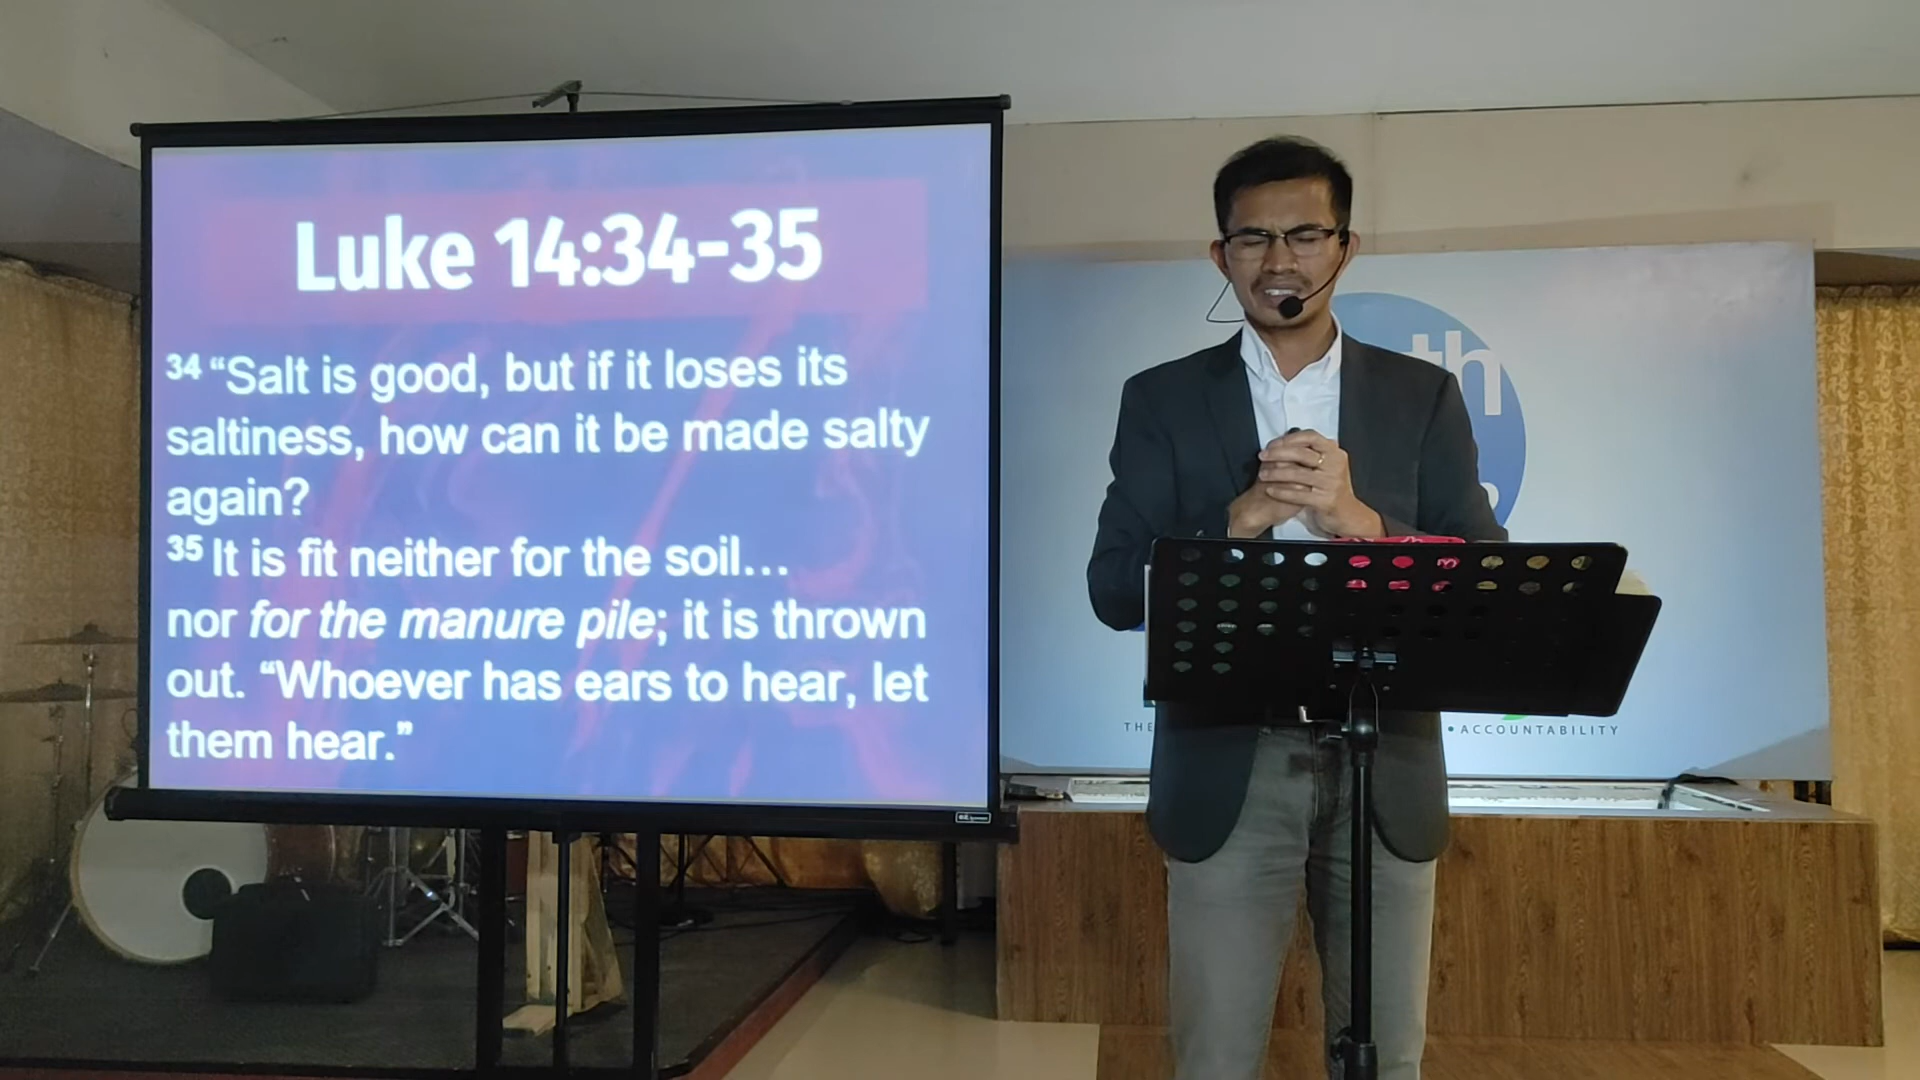 Luke 14:34-35
34 “Salt is good, but if it loses its
saltiness, how can it be made salty
again?
35 It is fit neither for the soil…
nor for the manure pile; it is thrown
out. “Whoever has ears to hear, let
them hear.”
th
THE
• ACCOUNTABILITY